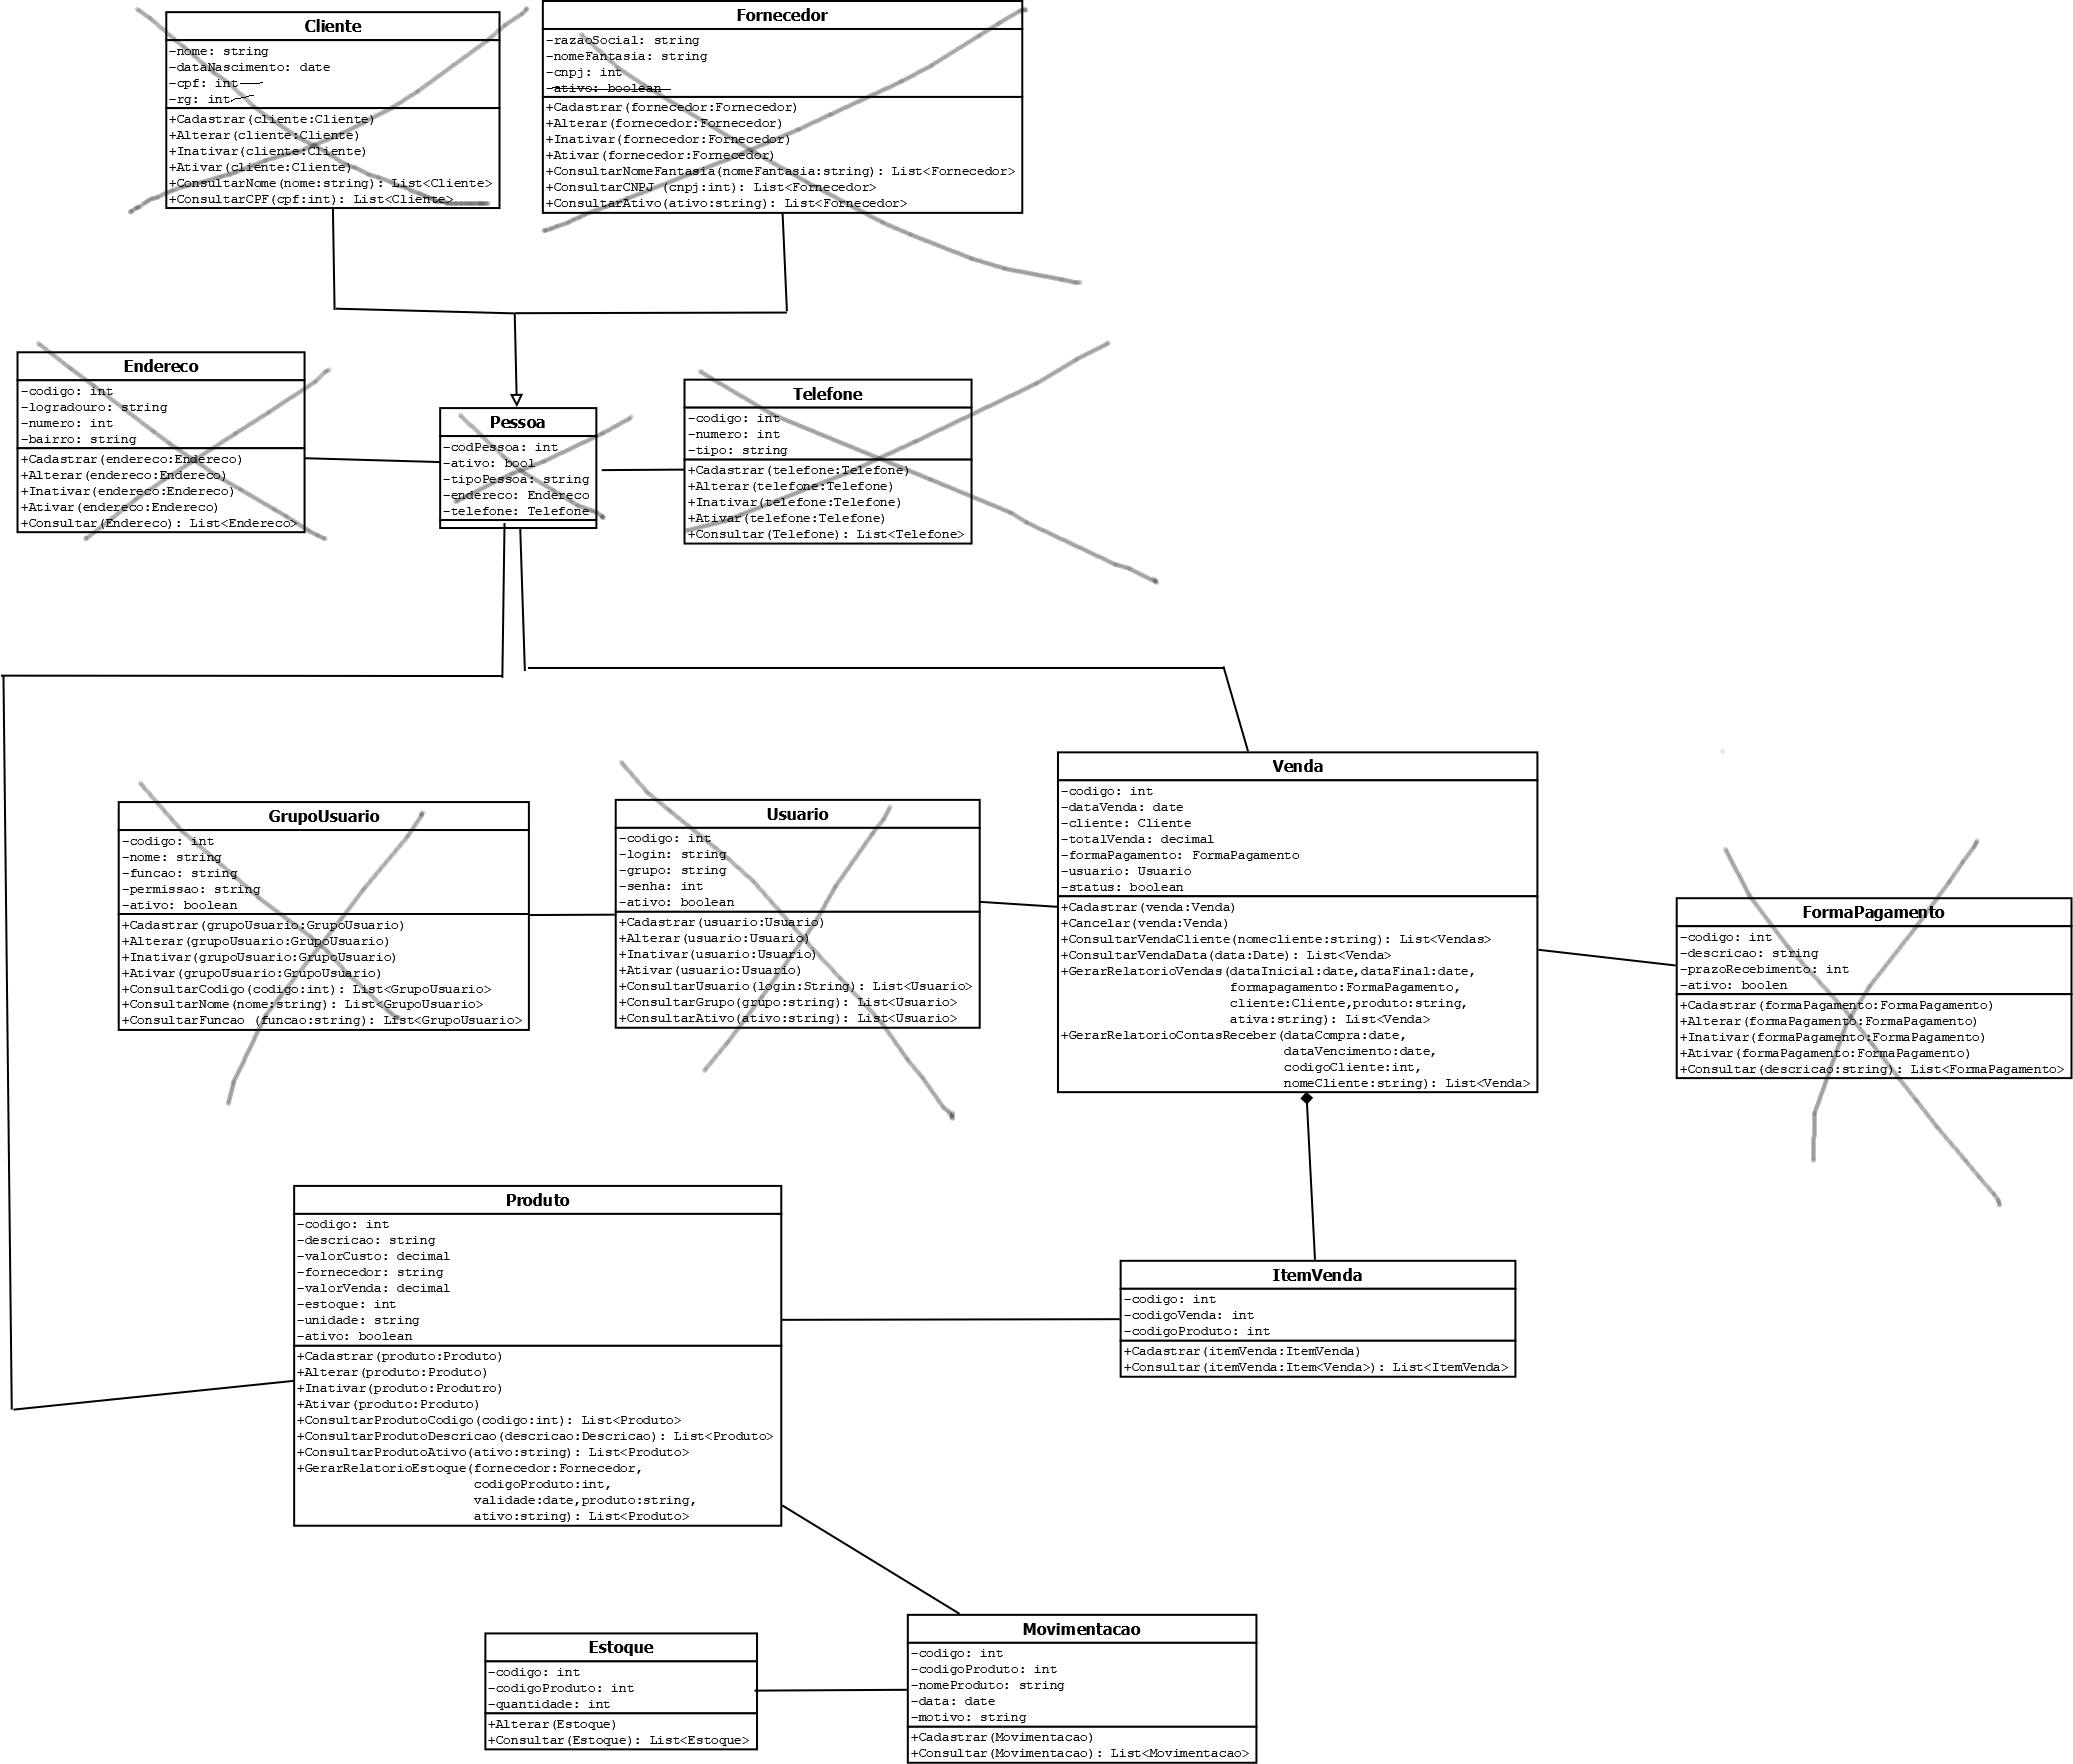 Cliente
-nome: string
-dataNascimento: date
-cpf: int
-rg: int
+Cadastrar(cliente:Cliente)
+Alterar(cliente:Cliente)
+Inativar(cliente:Cliente)
+Ativar(cliente:Cliente)
+ConsultarNome(nome:string): List<Cliente>
+ConsultarCPF(cpf:int): List<Cliente>
Fornecedor
-razaoSocial: string
-nomeFantasia: string
-cnpj: int
-ativo: boolean
+Cadastrar(fornecedor:Fornecedor)
+Alterar(fornecedor:Fornecedor)
+Inativar(fornecedor:Fornecedor)
+Ativar(fornecedor:Fornecedor)
+ConsultarNomeFantasia(nomeFantasia:string): List<Fornecedor>
+ConsultarCNPJ (cnpj:int): List<Fornecedor>
+ConsultarAtivo(ativo:string): List<Fornecedor>
Endereco
-codigo: int
-logradouro: string
-numero: int
-bairro: string
+Cadastrar(endereco:Endereco)
+Alterar(endereco:Endereco)
+Inativar(endereco:Endereco)
+Ativar(endereco:Endereco)
+Consultar(Endereco): List<Endereco>
Pessoa
-codPessoa: int
-ativo: bool
-tipoPessoa: string
-endereco: Endereco
-telefone: Telefone
Telefone
-codigo: int
-numero: int
-tipo: string
+Cadastrar(telefone:Telefone)
+Alterar(telefone:Telefone)
+Inativar(telefone:Telefone)
+Ativar(telefone:Telefone)
+Consultar(Telefone): List<Telefone>
GrupoUsuario
-codigo: int
-nome: string
-funcao: string
-permissao: string
-ativo: boolean
+Cadastrar(grupoUsuario:GrupoUsuario)
+Alterar(grupoUsuario:GrupoUsuario)
+Inativar(grupoUsuario:GrupoUsuario)
+Ativar(grupoUsuario:GrupoUsuario)
+ConsultarCodigo(codigo:int): List<GrupoUsuario>
+ConsultarNome(nome:string): List<GrupoUsuario>
+ConsultarFuncao (funcao:string): List<GrupoUsuario>
Usuario
-codigo: int
-login: string
-grupo: string
-senha: int
-ativo: boolean
+Cadastrar(usuario:Usuario)
+Alterar(usuario:Usuario)
+Inativar(usuario:Usuario)
+Ativar(usuario:Usuario)
+ConsultarUsuario(login:String): List<Usuario>
+ConsultarGrupo(grupo:string): List<Usuario>
+ConsultarAtivo(ativo:string): List<Usuario>
Venda
-codigo: int
-dataVenda: date
-cliente: Cliente
-totalVenda: decimal
-formaPagamento: FormaPagamento
-usuario: Usuario
-status: boolean
+Cadastrar(venda:Venda)
+Cancelar(venda:Venda)
+ConsultarVendaCliente(nomecliente:string): List<Vendas>
+ConsultarVendaData(data:Date): List<Venda>
+GerarRelatorioVendas(dataInicial:date,dataFinal:date,
formapagamento:FormaPagamento,
cliente:Cliente,produto:string,
ativa:string): List<Venda>
+GerarRelatorioContasReceber(dataCompra:date,
dataVencimento:date,
codigoCliente:int,
nomeCliente:string): List<Venda>
FormaPagamento
-codigo: int
-descricao: string
-prazoRecebimento: int
-ativo: bolen
+Cadastrar(formaPagamento:FormaPagamento)
+Alterar(formaPagamento:FormaPagamento)
+Inativar(formaPagamento:FormaPagamento)
+Ativar(formaPagamento:FormaPagamento)
+Consultar(descricao:string): List<FormaPagamento>
Produto
-codigo: int
-descricao: string
-valorCusto: decimal
-fornecedor: string
-valorVenda: decimal
-estoque: int
-unidade: string
-ativo: boolean
+Cadastrar(produto:Produto)
+Alterar(produto:Produto)
+Inativar(produto:Produtro)
+Ativar(produto:Produto)
+ConsultarProdutoCodigo(codigo:int): List<Produto>
+ConsultarProdutoDescricao(descricao:Descricao): List<Produto>
+ConsultarProdutoAtivo(ativo:string): List<Produto>
+GerarRelatorioEstoque(fornecedor:Fornecedor,
codigoProduto:int,
validade:date,produto:string,
ativo:string): List<Produto>
ItemVenda
-codigo: int
-codigoVenda: int
-codigoProduto: int
+Cadastrar(itemVenda:ItemVenda)
+Consultar(itemVenda:Item<Venda>): List<ItemVenda>
Estoque
-codigo: int
-codigoProduto: int
-quantidade: int
+Alterar(Estoque)
+Consultar(Estoque): List<Estoque>
Movimentacao
-codigo: int
-codigoProduto: int
-nomeProduto: string
-data: date
-motivo: string
+Cadastrar(Movimentacao)
+Consultar(Movimentacao): List<Movimentacao>